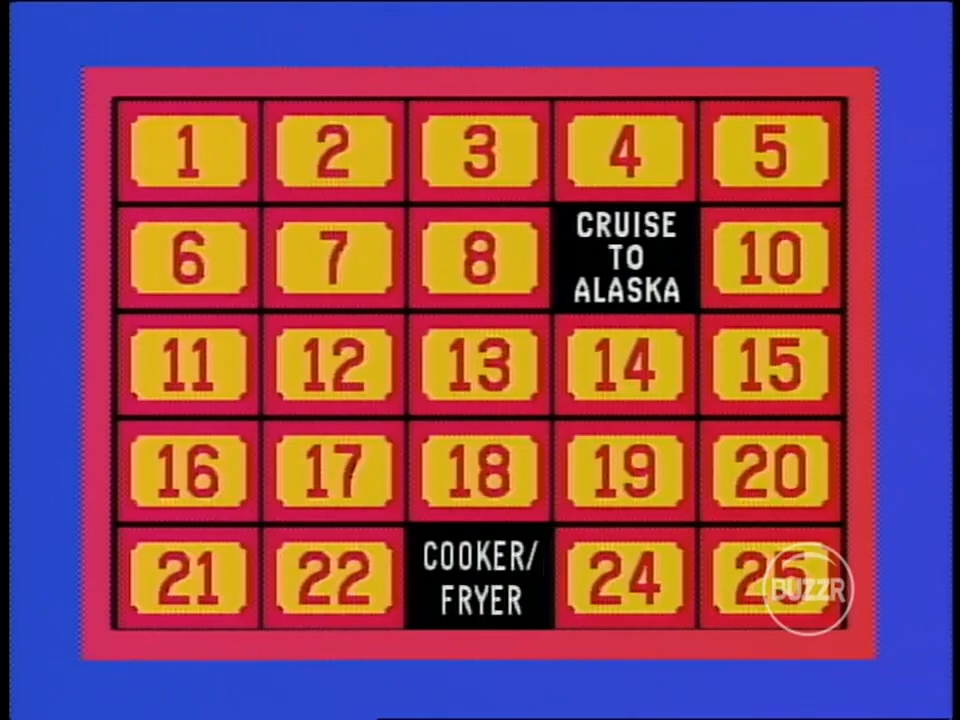 1 2 3 4 5
6 7 8 CRUISE TO ALASKA 10
11 12 13 14 15
16 17 18 19 20
21 22 COOKER/ FRYER 24 25
BUZZR